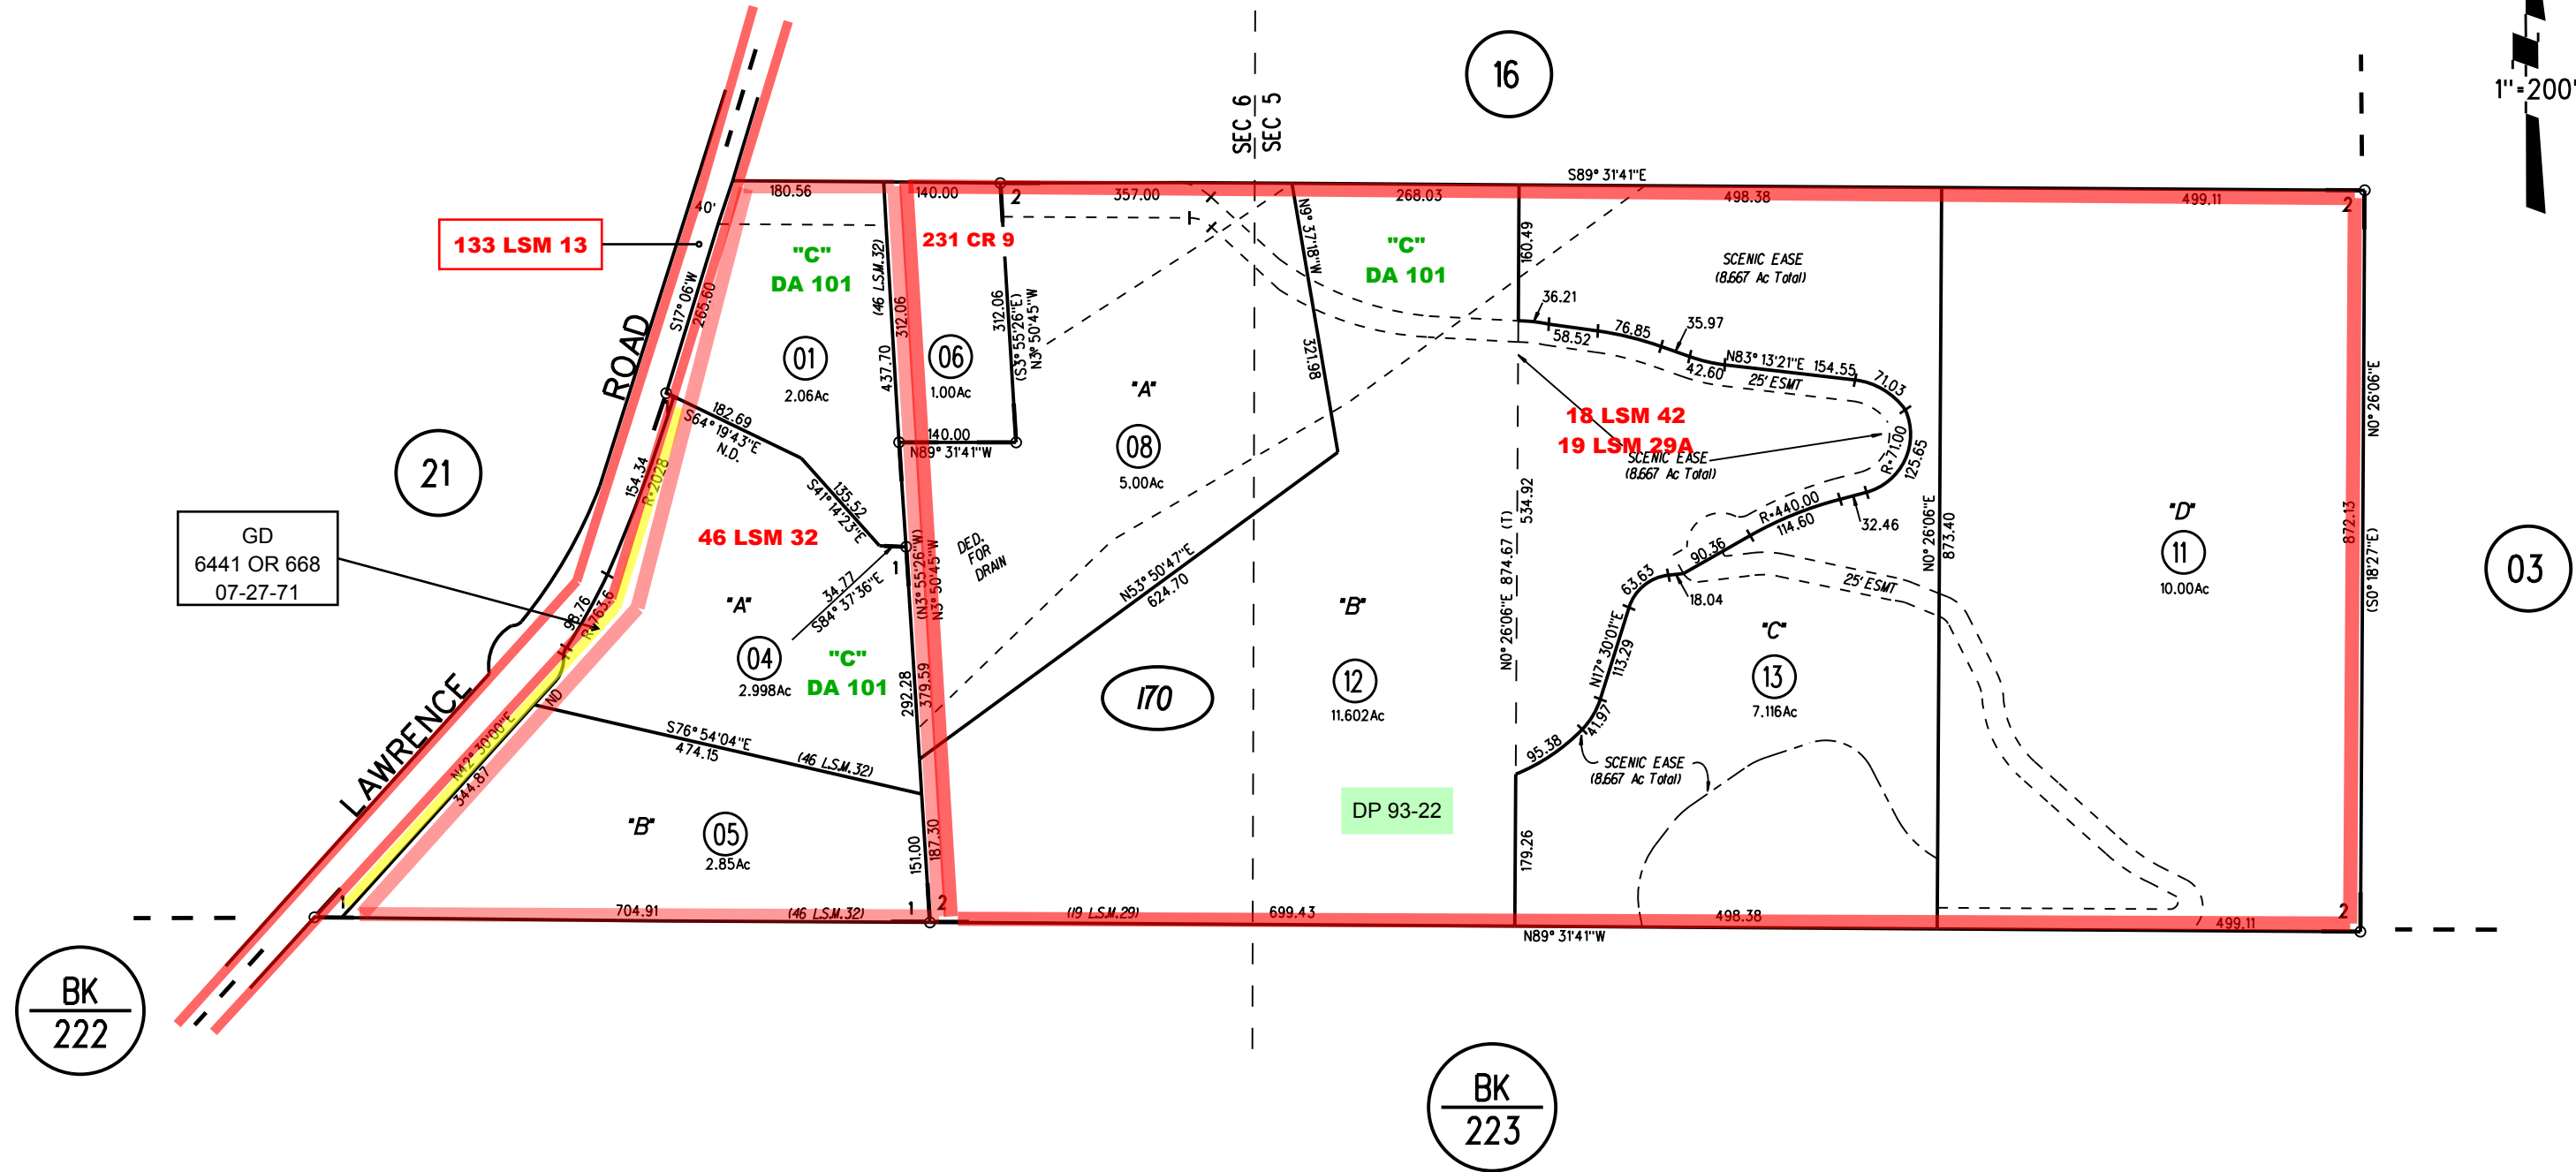 16
SEC 6
SEC 5
1"=200'
S89° 31'41"E
180.56
140.00
2
357.00
268.03
498.38
499.11
2
40'
133 LSM 13
"C"
DA 101
(46 L.S.M.32)
231 CR 9
N9° 37'18"W
"C"
DA 101
160.49
SCENIC EASE
(8.667 Ac Total)
S17° 06'W
265.60
312.06
312.06
(S3° 55'26"E)
N3° 50'45"W
36.21
58.52
76.85
35.97
42.60
N83° 13'21"E 154.55
25' ESMT
71.03
ROAD
01
2.06Ac
437.70
06
1.00Ac
321.98
"A"
08
5.00Ac
140.00
N89° 31'41"W
182.69
S64° 19'43"E
N.D.
18 LSM 42
19 LSM 29A
SCENIC EASE
(8.667 Ac Total)
R=71.00
125.65
N0° 26'06"E
21
154.34
R=2028
135.52
S41° 14'23"E
46 LSM 32
GD
6441 OR 668
07-27-71
534.92
N0° 26'06"E 874.67 (T)
R=440.00
114.60
32.46
90.36
63.63
18.04
25' ESMT
N0° 26'06"E
873.40
"D"
11
10.00Ac
872.13
(S0° 18'27"E)
03
DED.
FOR
DRAIN
1
(N3° 55'26"W)
N3° 50'45"W
34.77
S84° 37'36"E
N53° 50'47"E
624.70
98.76
R=1763.6
"A"
04
2.998Ac
"C"
DA 101
292.28
379.59
170
"B"
12
11.602Ac
"C"
13
7.116Ac
N17° 30'01"E
113.29
41.97
95.38
ND
LAWRENCE
N42° 30'00"E
344.87
S76° 54'04"E
474.15
(46 L.S.M.32)
SCENIC EASE
(8.667 Ac Total)
DP 93-22
"B"
05
2.85Ac
151.00
187.30
179.26
1
704.91
(46 L.S.M.32)
1
2
(19 L.S.M.29)
699.43
498.38
499.11
2
N89° 31'41"W
BK
222
BK
223